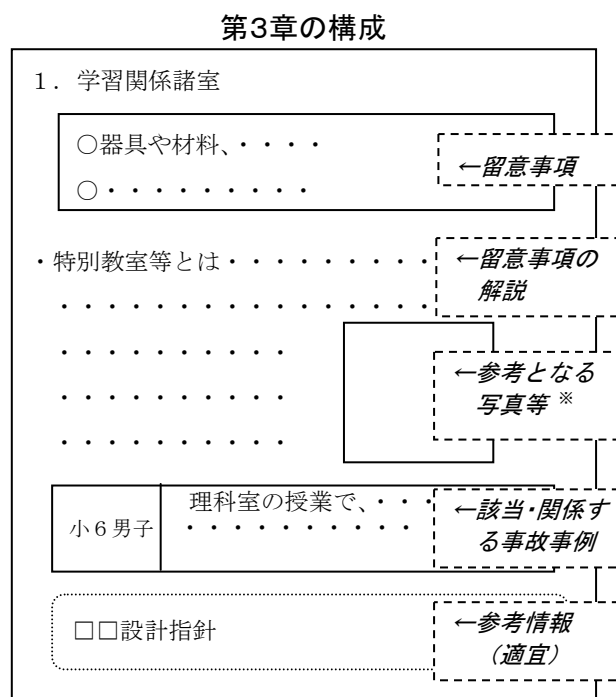 第3章の構成
１．学習関係諸室
○器具や材料、・・・・
←留意事項
○・・・・・・・・・
・特別教室等とは・・・・・・・・・
←留意事項の
解説
・・・・・・・・・・・・・・・・・
・・・・・・・・・・
←参考となる
写真等 ※
・・・・・・・・・・
・・・・・・・・・・
小６男子
理科室の授業で、・・・
・・・・・・・・・・
←該当・関係す
る事故事例
□□設計指針
←参考情報
（適宜）